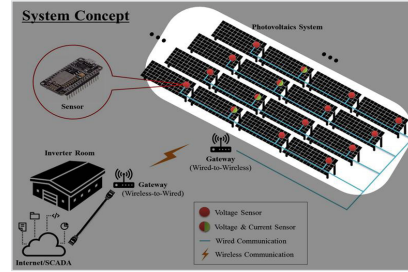 System Concept
Photovoltaics System
Sensor
Inverter Room
Gateway
(Wireless-to-Wired)
Gateway
(Wired-to-Wireless)
Internet/SCADA
Voltage Sensor
Voltage & Current Sensor
Wired Communication
Wireless Communication